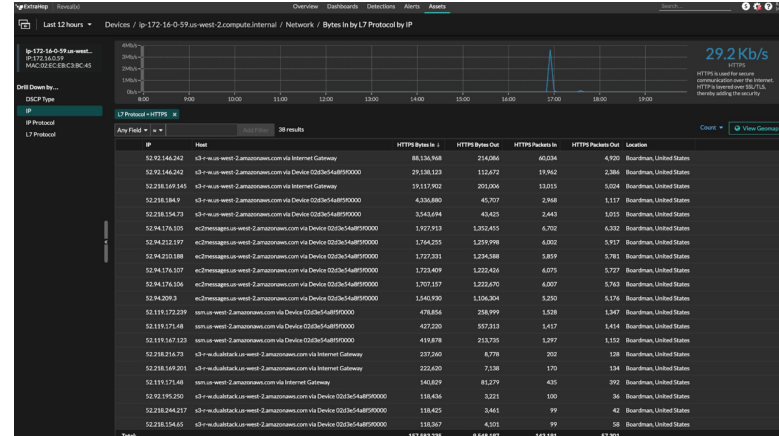 ExtraHop Reveal(x) Overview Dashboards Detections Alerts Assets Search...
Last 12 hours Devices / ip-172-16-0-59.us-west-2.compute.internal / Network / Bytes In by L7 Protocol by IP
ip-172-16-0-59.us-west...
IP:172.16.0.59
MAC:02:EC:EB:C3:BC:45
Drill Down by...
DSCP Type
IP
IP Protocol
L7 Protocol
4Mb/s
3Mb/s
2Mb/s
1Mb/s
0b/s
8:00 9:00 10:00 11:00 12:00 13:00 14:00 15:00 16:00 17:00 18:00 19:00
29.2 Kb/s
HTTPS
HTTPS is used for secure
communication over the Internet.
HTTP is layered over SSL/TLS,
thereby adding the security
L7 Protocol = HTTPS ×
Any Field = Add Filter 38 results Count View Geomap
IP Host HTTPS Bytes In ↓ HTTPS Bytes Out HTTPS Packets In HTTPS Packets Out Location
52.92.146.242 s3-r-w.us-west-2.amazonaws.com via Internet Gateway 88,136,968 214,086 60,034 4,920 Boardman, United States
52.92.146.242 s3-r-w.us-west-2.amazonaws.com via Device 02d3e54a8f5f0000 29,138,123 112,672 19,962 2,386 Boardman, United States
52.218.169.145 s3-r-w.us-west-2.amazonaws.com via Internet Gateway 19,117,902 201,006 13,015 5,024 Boardman, United States
52.218.184.9 s3-r-w.us-west-2.amazonaws.com via Device 02d3e54a8f5f0000 4,336,880 45,707 2,968 1,117 Boardman, United States
52.218.154.73 s3-r-w.us-west-2.amazonaws.com via Device 02d3e54a8f5f0000 3,543,694 43,425 2,443 1,015 Boardman, United States
52.94.176.105 ec2messages.us-west-2.amazonaws.com via Device 02d3e54a8f5f0000 1,927,913 1,352,455 6,702 6,332 Boardman, United States
52.94.212.197 ec2messages.us-west-2.amazonaws.com via Device 02d3e54a8f5f0000 1,764,255 1,259,998 6,002 5,917 Boardman, United States
52.94.210.188 ec2messages.us-west-2.amazonaws.com via Device 02d3e54a8f5f0000 1,727,331 1,234,588 5,859 5,781 Boardman, United States
52.94.176.107 ec2messages.us-west-2.amazonaws.com via Device 02d3e54a8f5f0000 1,723,409 1,222,426 6,075 5,727 Boardman, United States
52.94.176.106 ec2messages.us-west-2.amazonaws.com via Device 02d3e54a8f5f0000 1,707,157 1,222,670 6,007 5,763 Boardman, United States
52.94.209.3 ec2messages.us-west-2.amazonaws.com via Device 02d3e54a8f5f0000 1,540,930 1,106,304 5,250 5,176 Boardman, United States
52.119.172.239 ssm.us-west-2.amazonaws.com via Device 02d3e54a8f5f0000 478,856 258,999 1,528 1,347 Boardman, United States
52.119.171.48 ssm.us-west-2.amazonaws.com via Device 02d3e54a8f5f0000 427,220 557,313 1,417 1,414 Boardman, United States
52.119.167.123 ssm.us-west-2.amazonaws.com via Device 02d3e54a8f5f0000 419,878 213,735 1,297 1,152 Boardman, United States
52.218.216.73 s3-r-w.dualstack.us-west-2.amazonaws.com via Internet Gateway 237,260 8,778 202 128 Boardman, United States
52.218.169.201 s3-r-w.dualstack.us-west-2.amazonaws.com via Internet Gateway 222,620 7,138 170 134 Boardman, United States
52.119.171.48 ssm.us-west-2.amazonaws.com via Internet Gateway 140,829 81,279 435 392 Boardman, United States
52.92.195.250 s3-r-w.dualstack.us-west-2.amazonaws.com via Device 02d3e54a8f5f0000 118,436 3,221 100 36 Boardman, United States
52.218.244.217 s3-r-w.dualstack.us-west-2.amazonaws.com via Device 02d3e54a8f5f0000 118,425 3,461 99 42 Boardman, United States
52.218.154.65 s3-r-w.dualstack.us-west-2.amazonaws.com via Device 02d3e54a8f5f0000 118,367 4,101 99 58 Boardman, United States